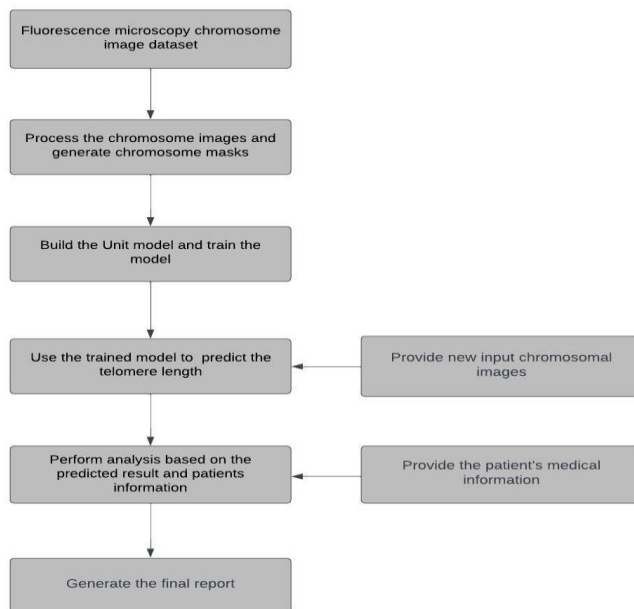 Fluorescence microscopy chromosome
image dataset
Process the chromosome images and
generate chromosome masks
Build the Unit model and train the
model
Use the trained model to predict the
telomere length
Provide new input chromosomal
images
Perform analysis based on the
predicted result and patients
information
Provide the patient's medical
information
Generate the final report